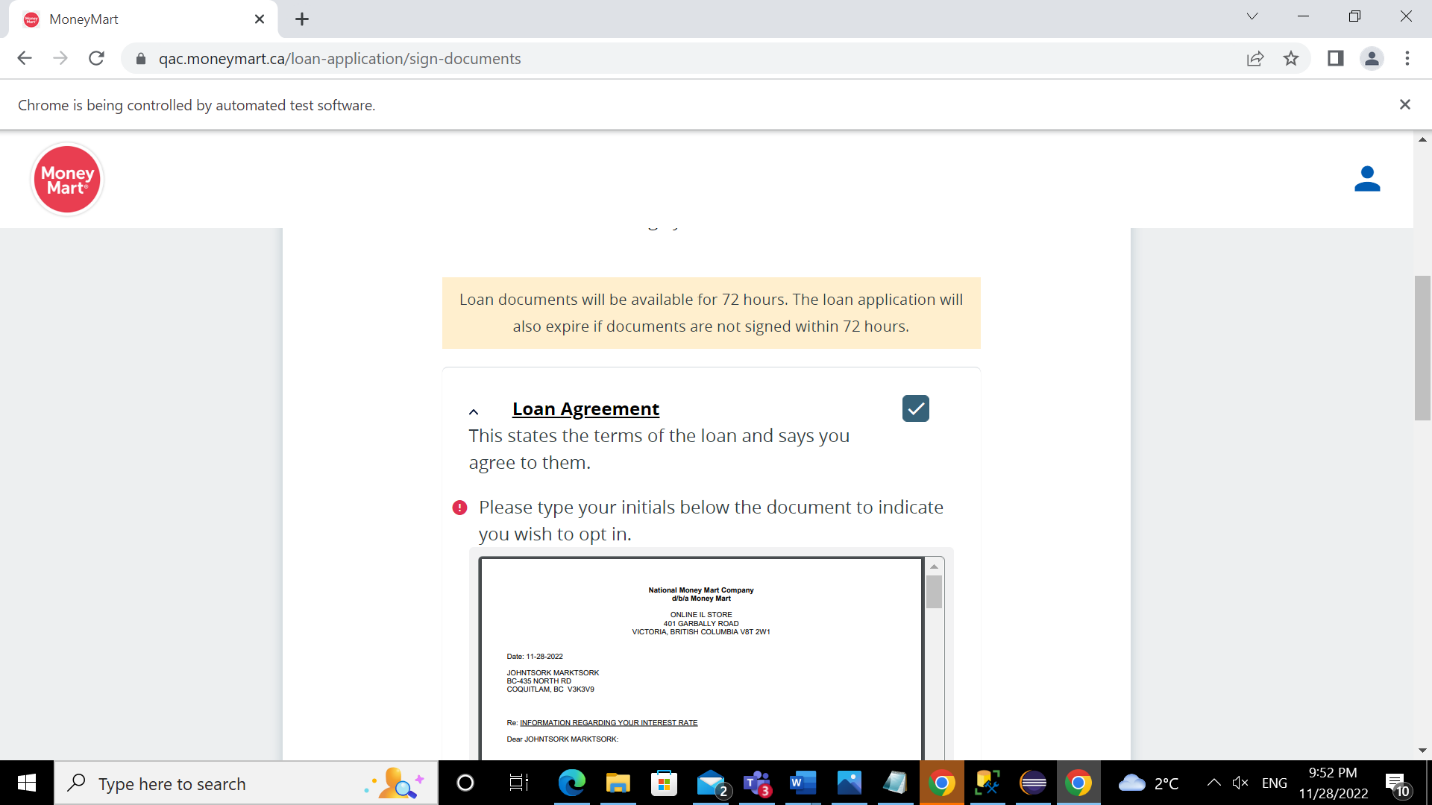 MoneyMart
qac.moneymart.ca/loan-application/sign-documents
Chrome is being controlled by automated test software.
Money
Mart
Loan documents will be available for 72 hours. The loan application will
also expire if documents are not signed within 72 hours.
Loan Agreement
This states the terms of the loan and says you
agree to them.
Please type your initials below the document to indicate
you wish to opt in.
National Money Mart Company
d/b/a Money Mart
ONLINE IL STORE
401 GARBALLY ROAD
VICTORIA, BRITISH COLUMBIA V8T 2W1
Date: 11-28-2022
JOHNTSORK MARKTSORK
BC-435 NORTH RD
COQUITLAM, BC V3K3V9
Re: INFORMATION REGARDING YOUR INTEREST RATE
Dear JOHNTSORK MARKTSORK:
Type here to search
2
3
2°C
ENG
9:52 PM
11/28/2022
10